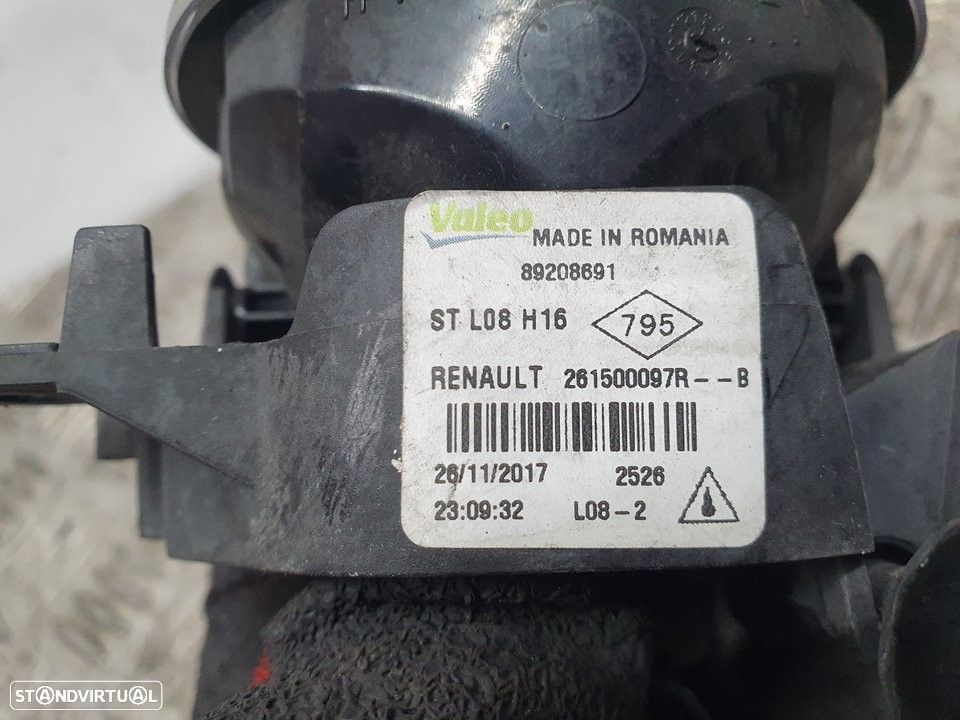 Valeo MADE IN ROMANIA
89208691
ST L08 H16 795
RENAULT 261500097R--B
26/11/2017 2526
23:09:32 L08-2
STANDVIRTUAL